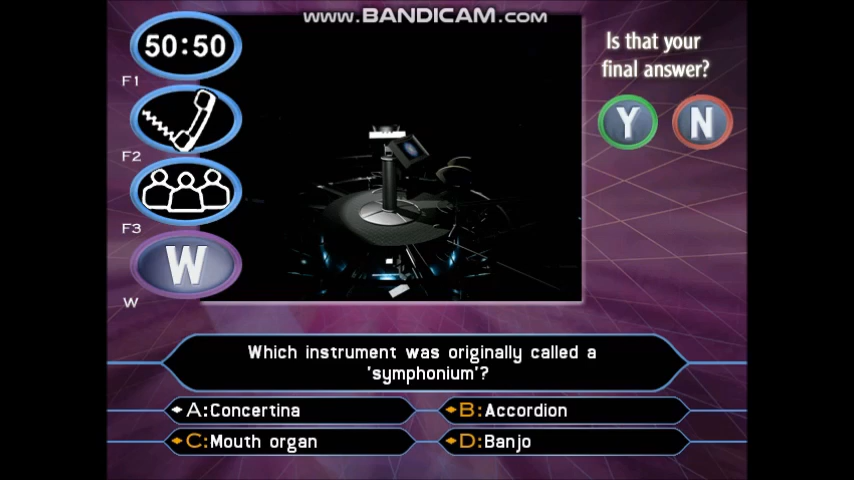 www.BANDICAM.com
50:50
F1
F2
F3
W
W
Is that your
final answer?
Y N
Which instrument was originally called a
'symphonium'?
A:Concertina
B:Accordion
C:Mouth organ
D:Banjo